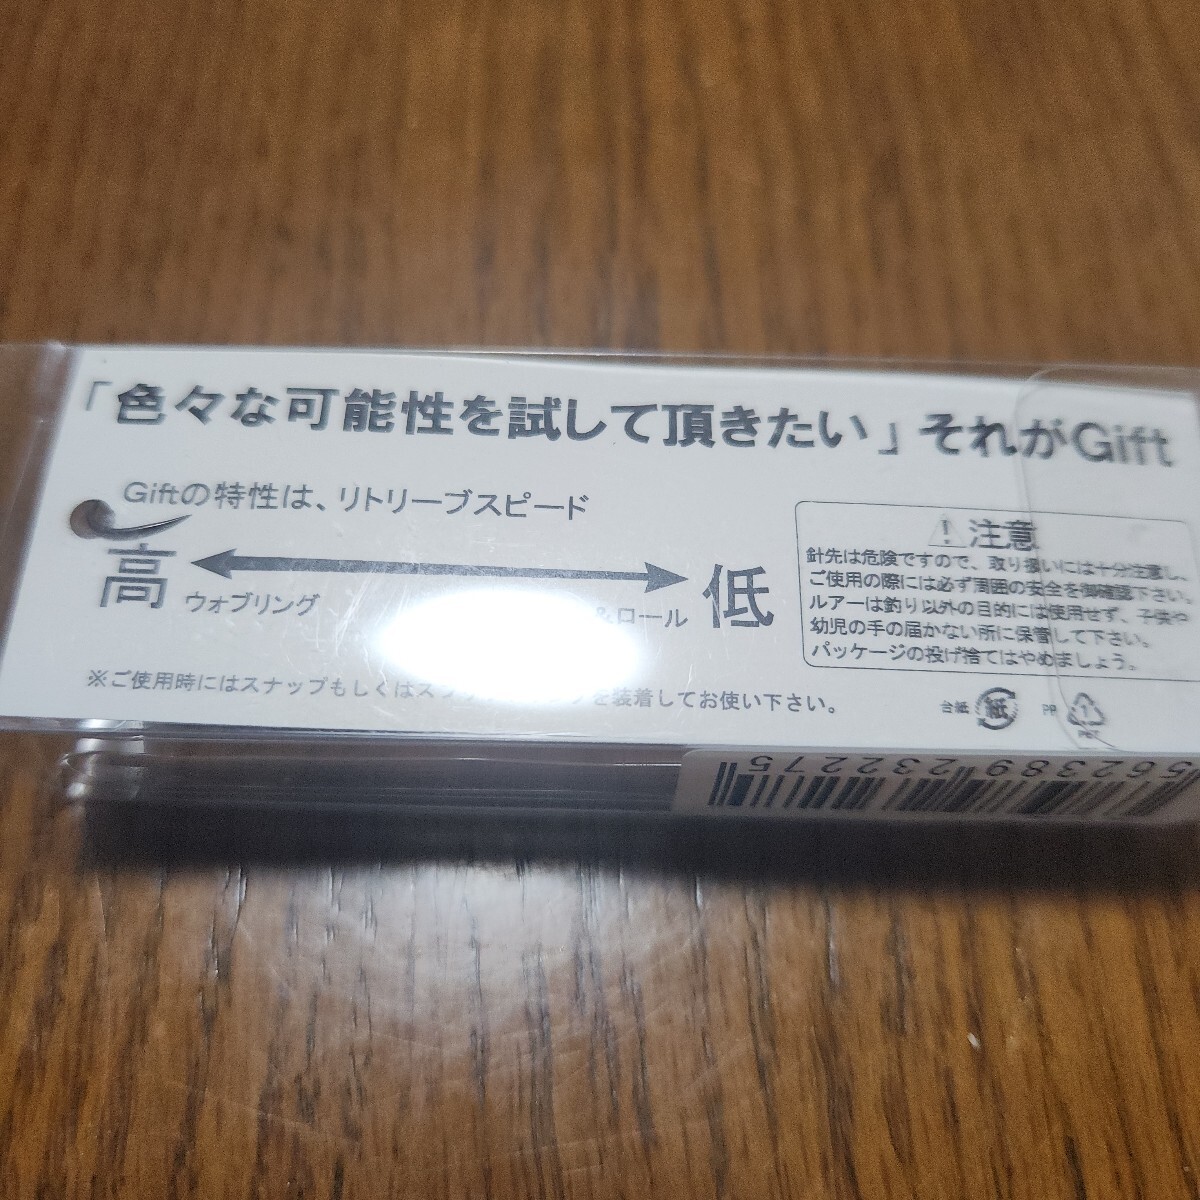 「色々な可能性を試して頂きたい」それがGift
Giftの特性は、リトリーブスピード
高
低
ウォブリング
&ロール
※ご使用時にはスナップもしくはス を装着してお使い下さい。
注意
針先は危険ですので、取り扱いには十分注意し、
ご使用の際には必ず周囲の安全を御確認下さい。
ルアーは釣り以外の目的には使用せず、子供や
幼児の手の届かない所に保管して下さい。
パッケージの投げ捨てはやめましょう。
台紙 紙 PP 1 PET
562389232275